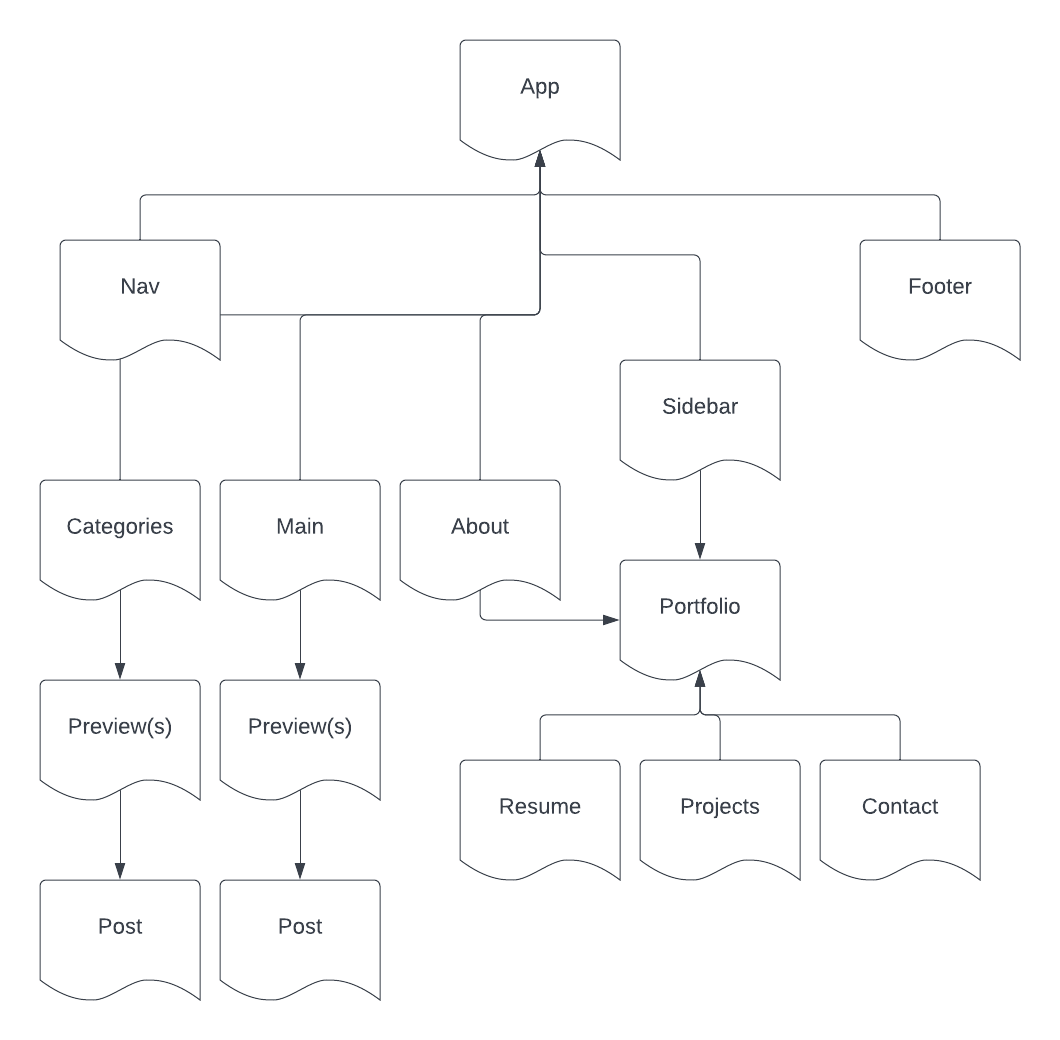 App
Nav
Footer
Sidebar
Categories
Main
About
Portfolio
Preview(s)
Preview(s)
Resume
Projects
Contact
Post
Post